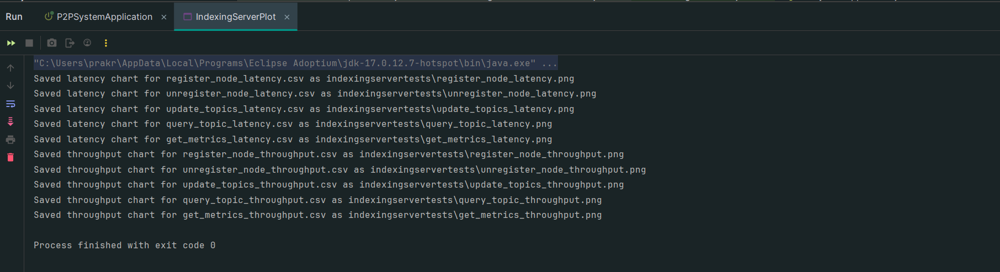 Run P2PSystemApplication × IndexingServerPlot ×
"C:\Users\prakr\AppData\Local\Programs\Eclipse Adoptium\jdk-17.0.12.7-hotspot\bin\java.exe" ...
Saved latency chart for register_node_latency.csv as indexingservertests\register_node_latency.png
Saved latency chart for unregister_node_latency.csv as indexingservertests\unregister_node_latency.png
Saved latency chart for update_topics_latency.csv as indexingservertests\update_topics_latency.png
Saved latency chart for query_topic_latency.csv as indexingservertests\query_topic_latency.png
Saved latency chart for get_metrics_latency.csv as indexingservertests\get_metrics_latency.png
Saved throughput chart for register_node_throughput.csv as indexingservertests\register_node_throughput.png
Saved throughput chart for unregister_node_throughput.csv as indexingservertests\unregister_node_throughput.png
Saved throughput chart for update_topics_throughput.csv as indexingservertests\update_topics_throughput.png
Saved throughput chart for query_topic_throughput.csv as indexingservertests\query_topic_throughput.png
Saved throughput chart for get_metrics_throughput.csv as indexingservertests\get_metrics_throughput.png
Process finished with exit code 0